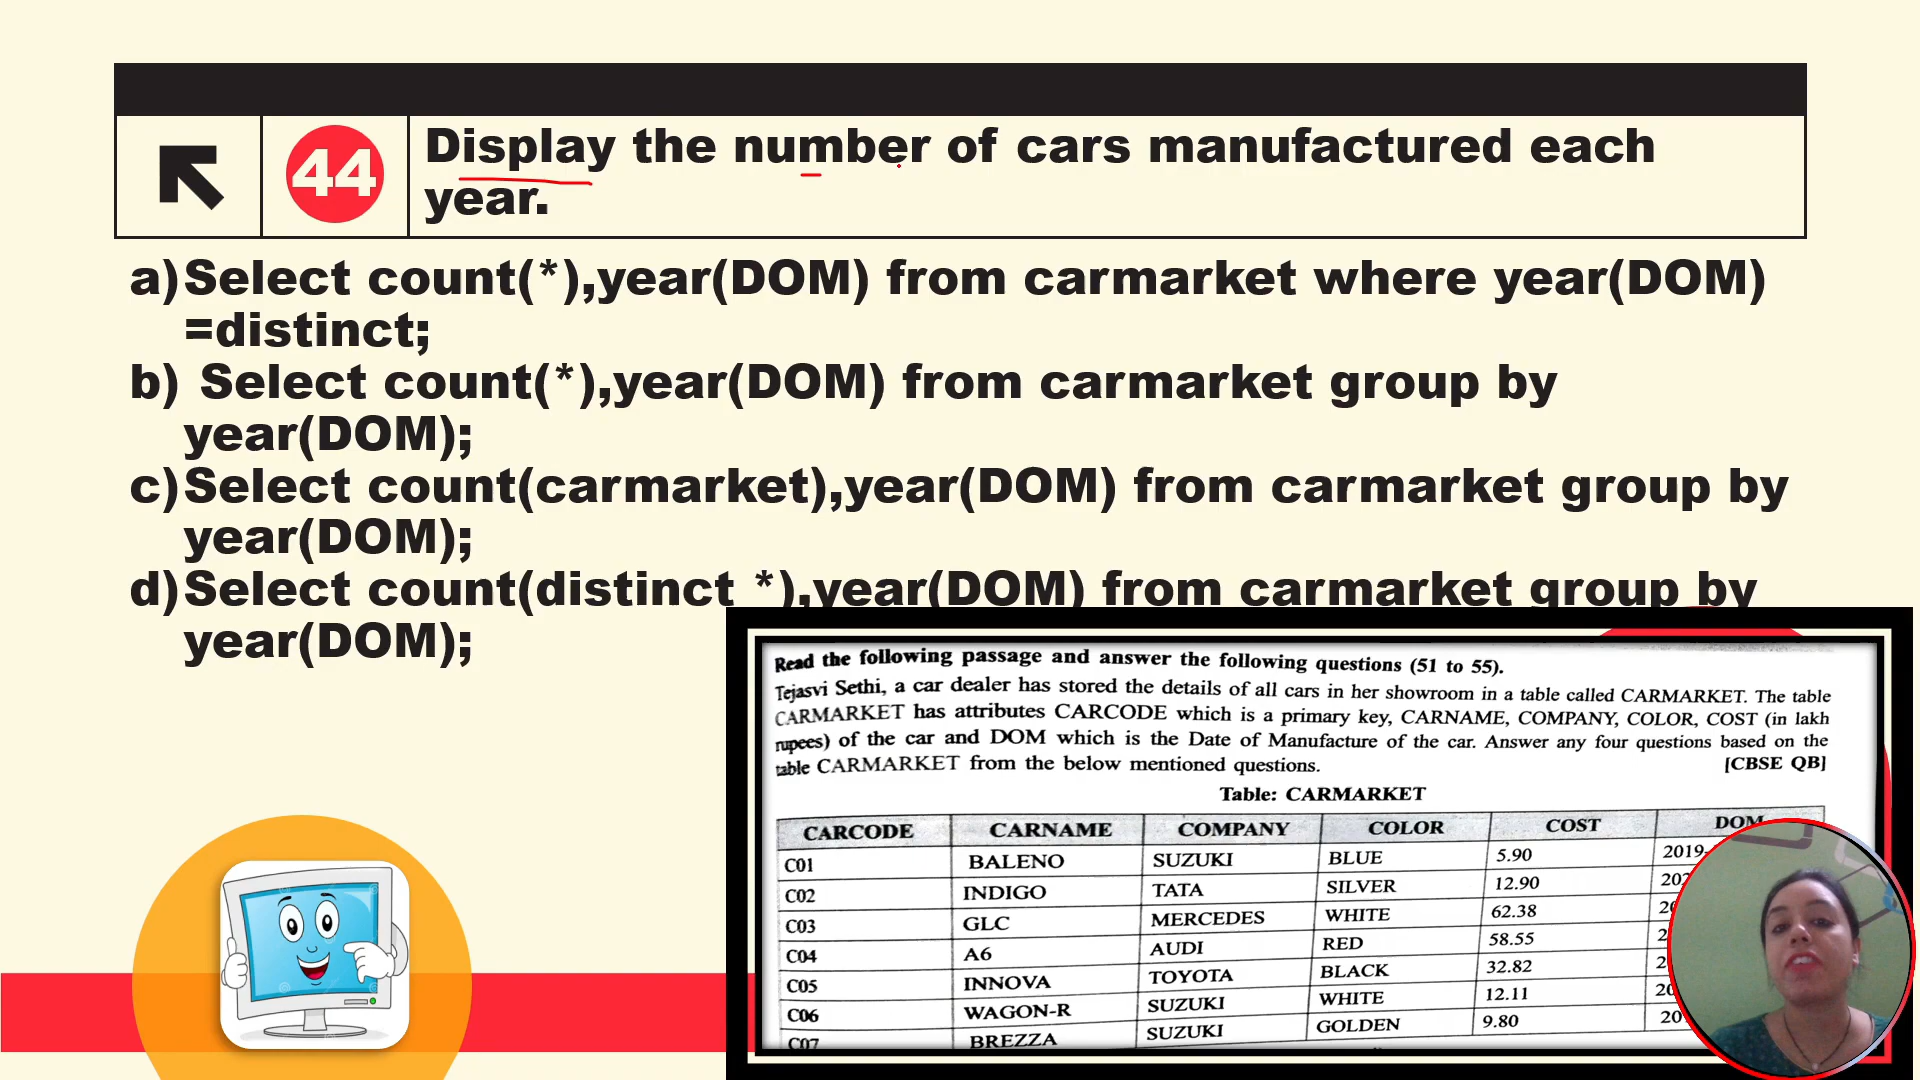 44
Display the number of cars manufactured each
year.
a)Select count(*),year(DOM) from carmarket where year(DOM)
=distinct;
b) Select count(*),year(DOM) from carmarket group by
year(DOM);
c)Select count(carmarket),year(DOM) from carmarket group by
year(DOM);
d)Select count(distinct *),year(DOM) from carmarket group by
year(DOM);
Read the following passage and answer the following questions (51 to 55).
Tejasvi Sethi, a car dealer has stored the details of all cars in her showroom in a table called CARMARKET. The table
CARMARKET has attributes CARCODE which is a primary key, CARNAME, COMPANY, COLOR, COST (in lakh
rupees) of the car and DOM which is the Date of Manufacture of the car. Answer any four questions based on the
table CARMARKET from the below mentioned questions. [CBSE QB]
Table: CARMARKET
CARCODE CARNAME COMPANY COLOR COST DOM
C01 BALENO SUZUKI BLUE 5.90 2019-
C02 INDIGO TATA SILVER 12.90
C03 GLC MERCEDES WHITE 62.38
C04 A6 AUDI RED 58.55
C05 INNOVA TOYOTA BLACK 32.82
C06 WAGON-R SUZUKI WHITE 12.11
C07 BREZZA SUZUKI GOLDEN 9.80